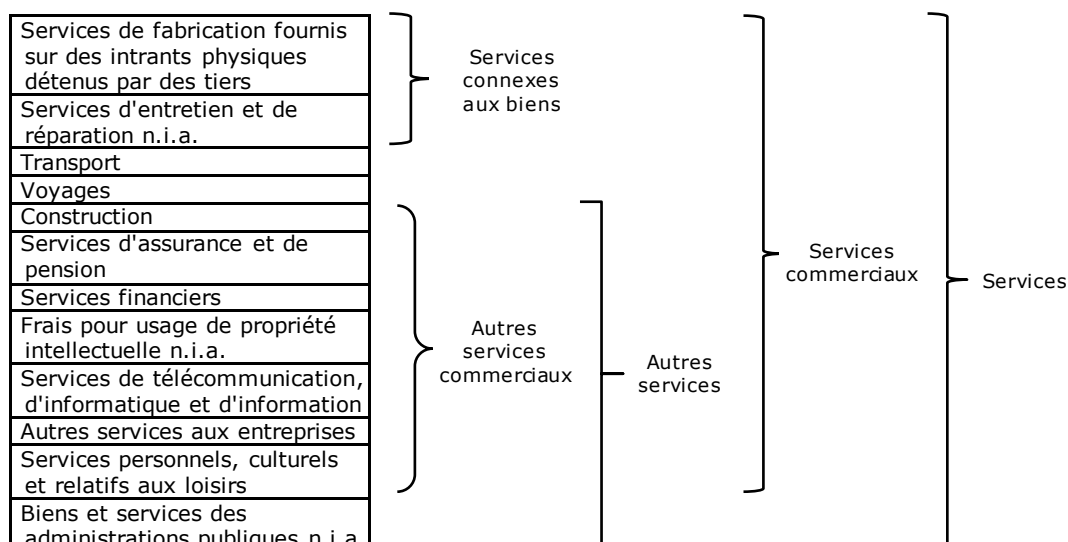 Services de fabrication fournis
sur des intrants physiques
détenus par des tiers
Services d'entretien et de
réparation n.i.a.
Transport
Voyages
Construction
Services d'assurance et de
pension
Services financiers
Frais pour usage de propriété
intellectuelle n.i.a.
Services de télécommunication,
d'informatique et d'information
Autres services aux entreprises
Services personnels, culturels
et relatifs aux loisirs
Biens et services des
administrations publiques n.i.a.
Services
connexes
aux biens
Autres
services
commerciaux
Autres
services
Services
commerciaux
Services